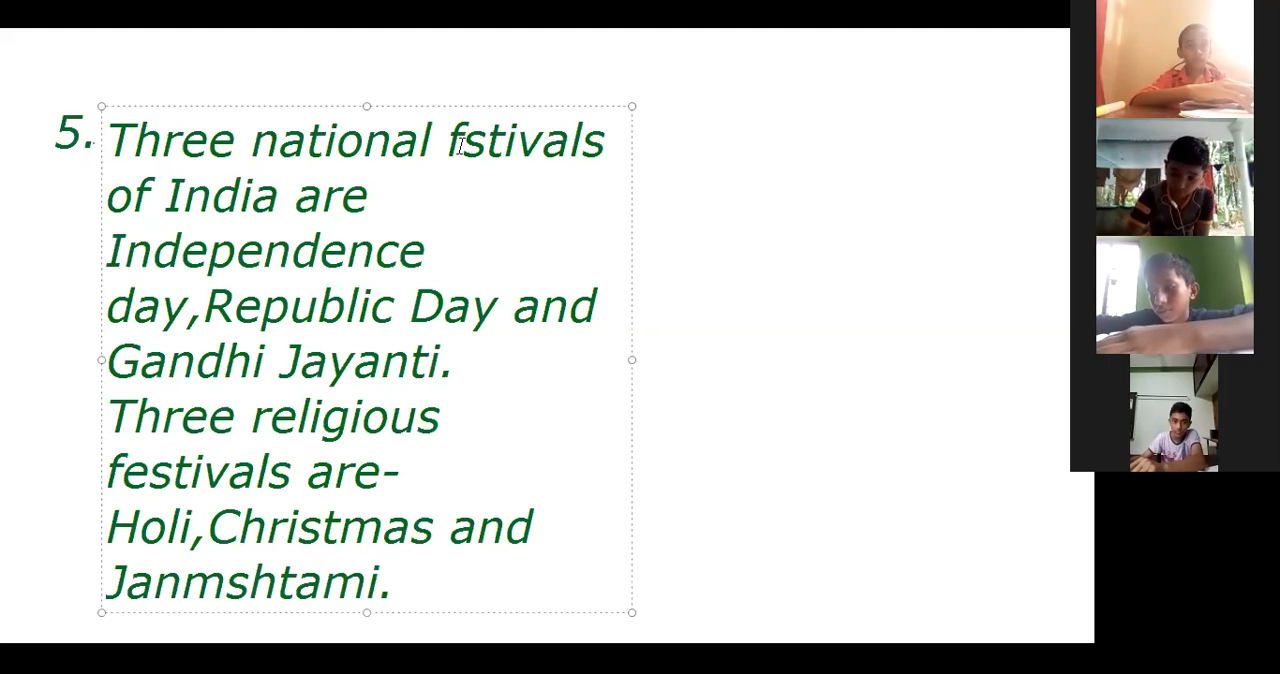 5. Three national fstivals
of India are
Independence
day,Republic Day and
Gandhi Jayanti.
Three religious
festivals are-
Holi,Christmas and
Janmshtami.